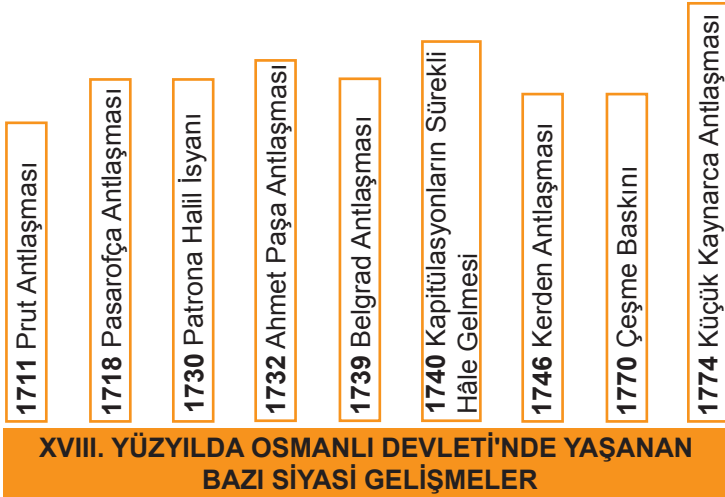 1711 Prut Antlaşması
1718 Pasarofça Antlaşması
1730 Patrona Halil İsyanı
1732 Ahmet Paşa Antlaşması
1739 Belgrad Antlaşması
1740 Kapitülasyonların Sürekli
Hâle Gelmesi
1746 Kerden Antlaşması
1770 Çeşme Baskını
1774 Küçük Kaynarca Antlaşması
XVIII. YÜZYILDA OSMANLI DEVLETİ'NDE YAŞANAN
BAZI SİYASİ GELİŞMELER